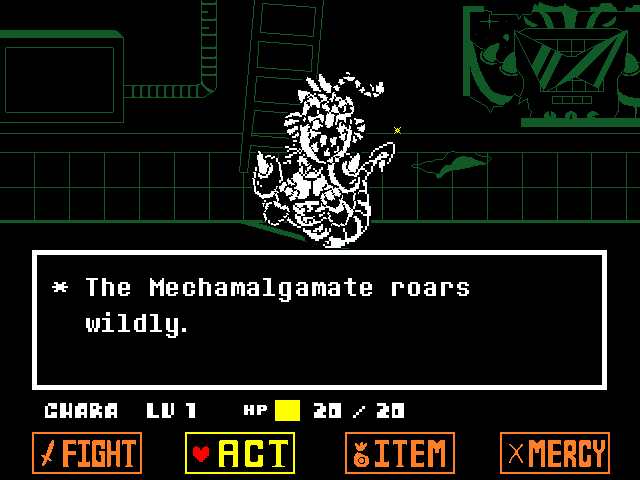 * The Mechamalgamate roars
wildly.
CHARA LV 1 HP 20 / 20
FIGHT ACT ITEM MERCY